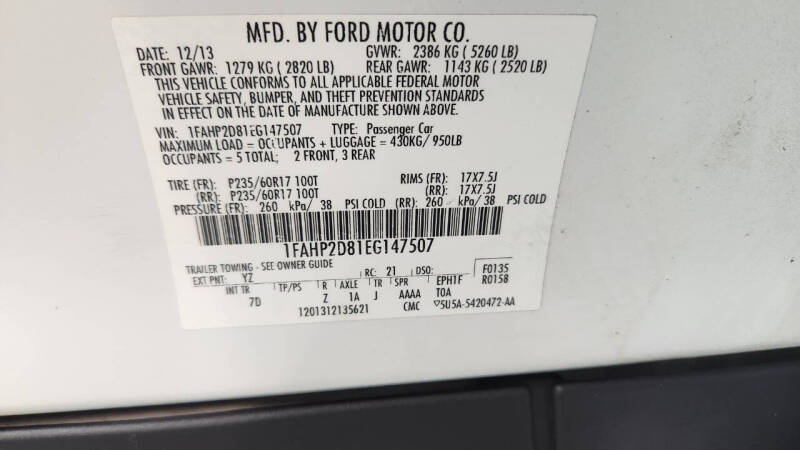 MFD. BY FORD MOTOR CO.
DATE: 12/13 GVWR: 2386 KG ( 5260 LB)
FRONT GAWR: 1279 KG ( 2820 LB) REAR GAWR: 1143 KG ( 2520 LB)
THIS VEHICLE CONFORMS TO ALL APPLICABLE FEDERAL MOTOR
VEHICLE SAFETY, BUMPER, AND THEFT PREVENTION STANDARDS
IN EFFECT ON THE DATE OF MANUFACTURE SHOWN ABOVE.
VIN: 1FAHP2D81EG147507 TYPE: Passenger Car
MAXIMUM LOAD = OCCUPANTS + LUGGAGE = 430KG/ 950LB
OCCUPANTS = 5 TOTAL; 2 FRONT, 3 REAR
TIRE (FR): P235/60R17 100T RIMS (FR): 17X7.5J
(RR): P235/60R17 100T (RR): 17X7.5J
PRESSURE (FR): 260 kPa/ 38 PSI COLD (RR): 260 kPa/ 38 PSI COLD
1FAHP2D81EG147507
TRAILER TOWING - SEE OWNER GUIDE
EXT PNT: YZ RC: 21 DSO: F0135
INT TR TP/PS R AXLE TR SPR EPH1F R0158
7D Z 1A J AAAA TOA
1201312135621 CMC 5U5A-5420472-AA